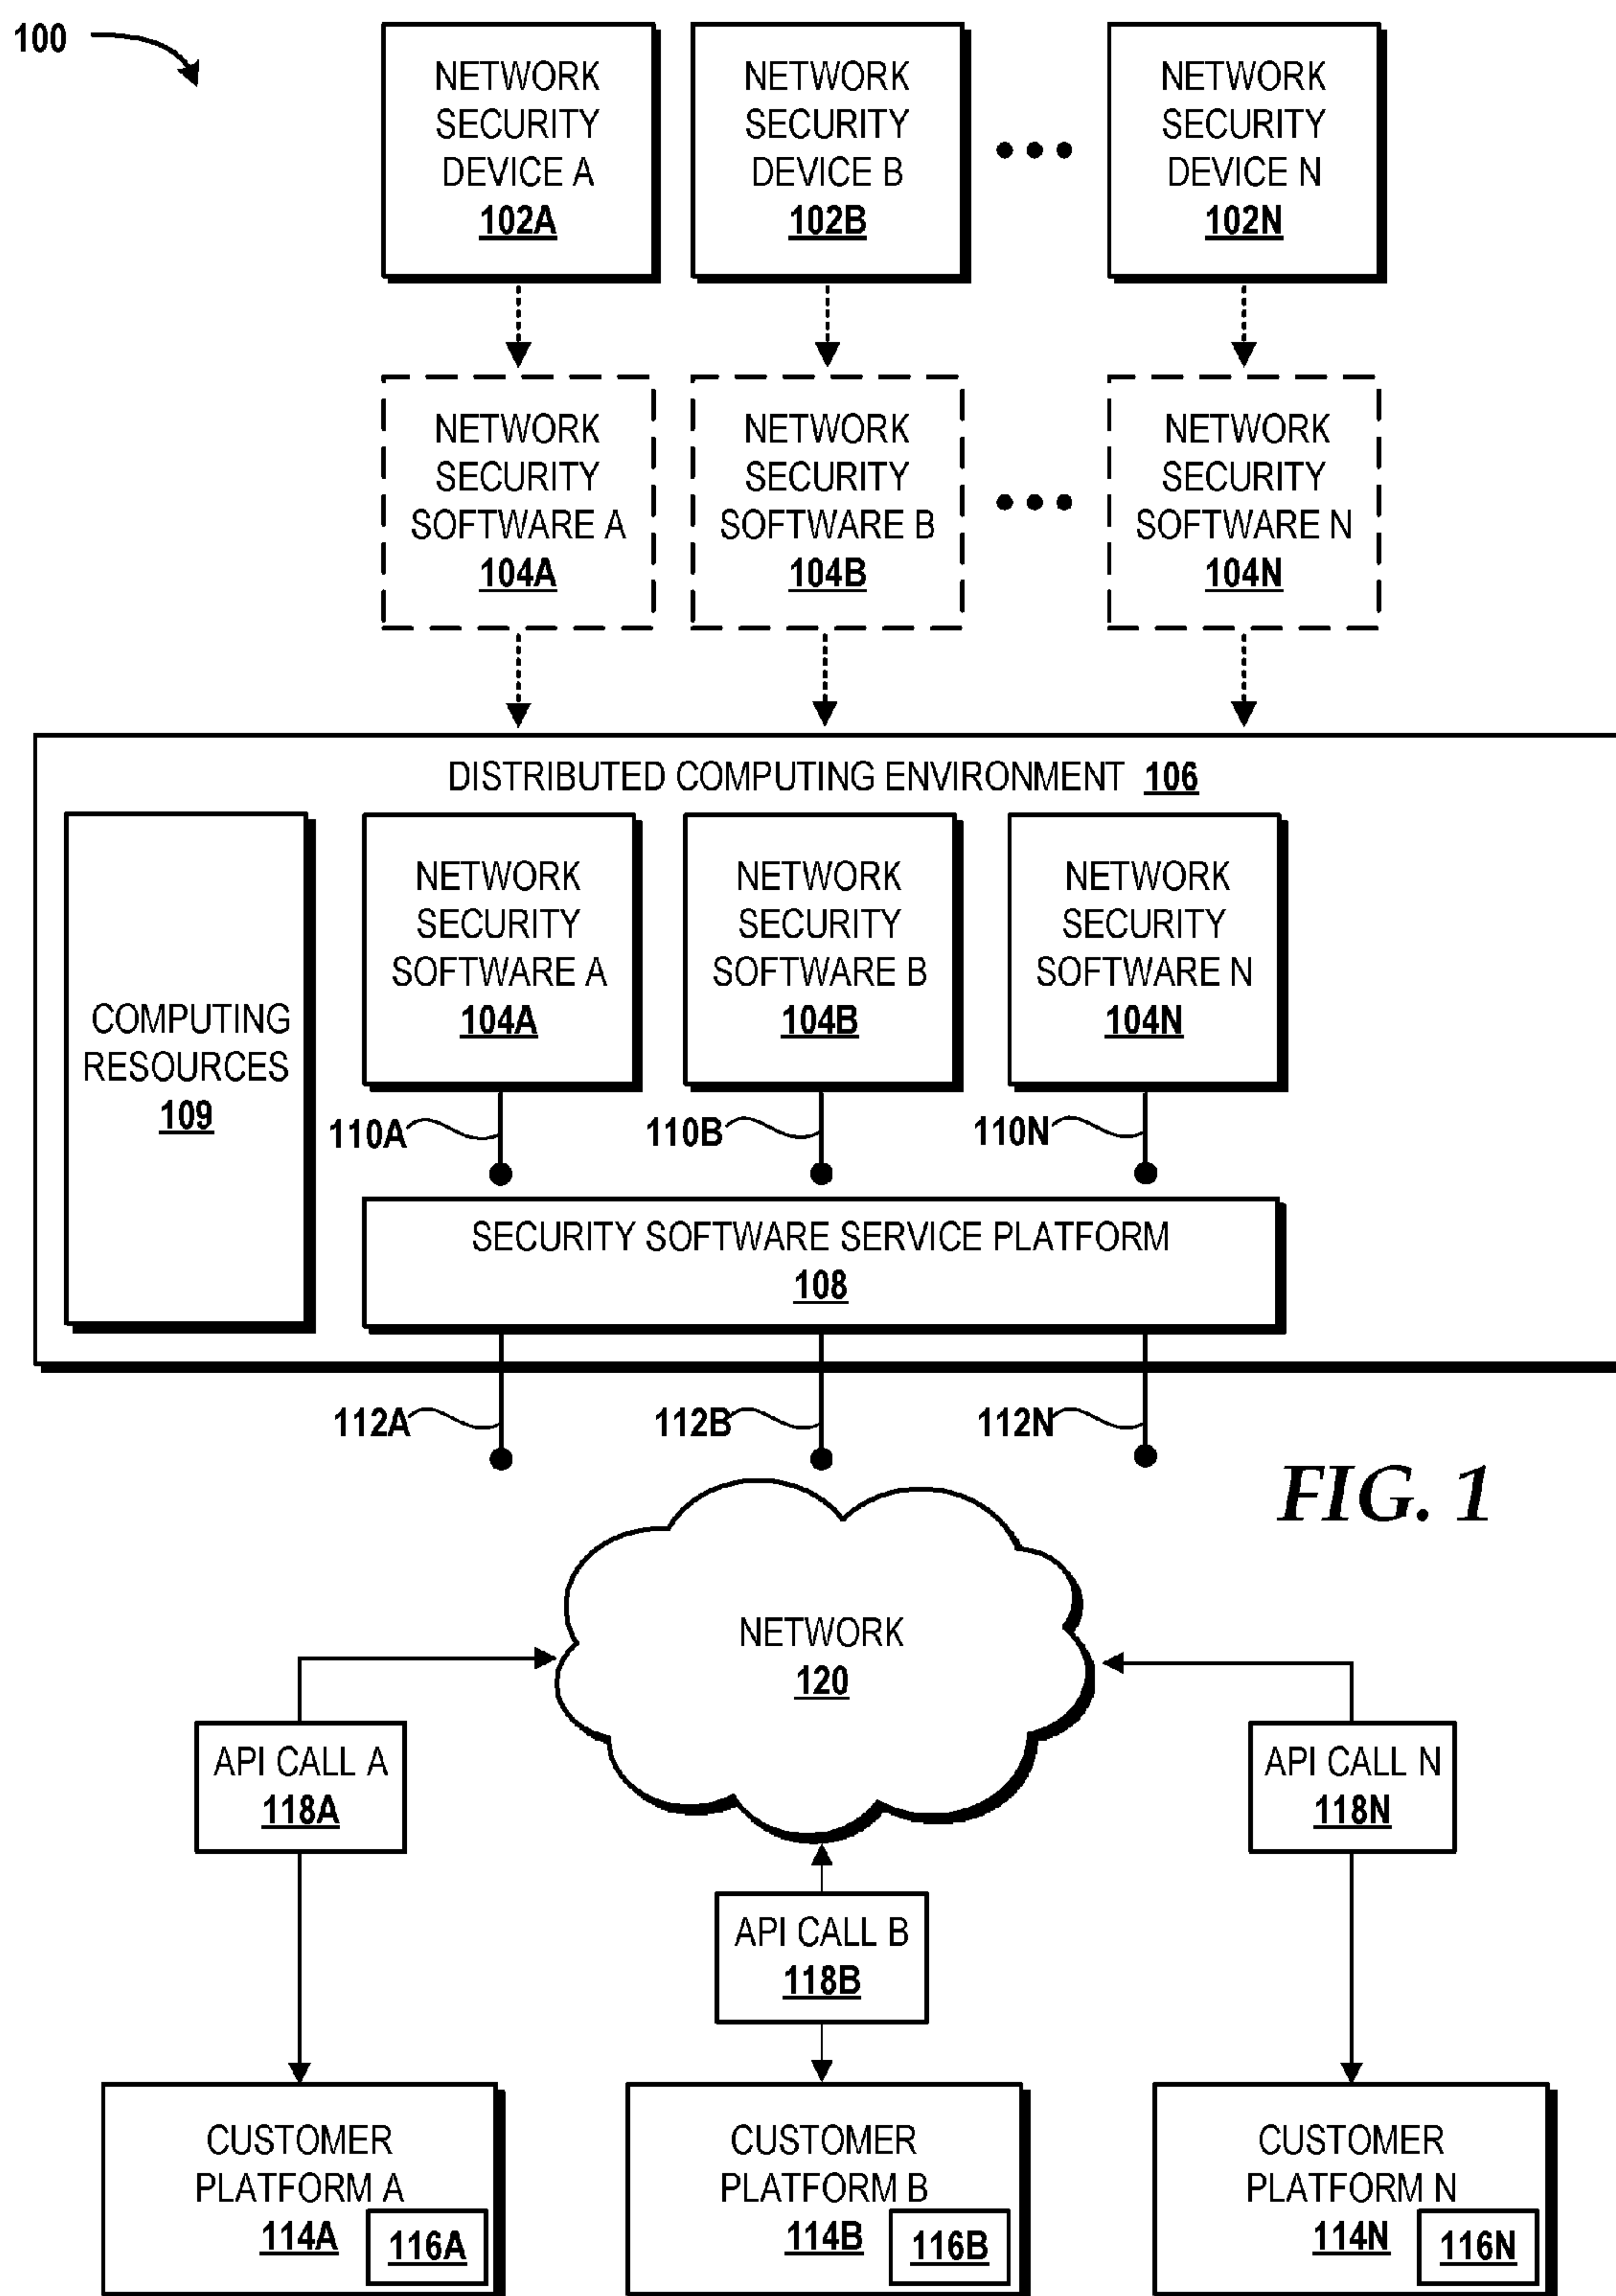 100
NETWORK
SECURITY
DEVICE A
102A
NETWORK
SECURITY
DEVICE B
102B
NETWORK
SECURITY
DEVICE N
102N
NETWORK
SECURITY
SOFTWARE A
104A
NETWORK
SECURITY
SOFTWARE B
104B
NETWORK
SECURITY
SOFTWARE N
104N
DISTRIBUTED COMPUTING ENVIRONMENT 106
COMPUTING
RESOURCES
109
NETWORK
SECURITY
SOFTWARE A
104A
NETWORK
SECURITY
SOFTWARE B
104B
NETWORK
SECURITY
SOFTWARE N
104N
110A
110B
110N
SECURITY SOFTWARE SERVICE PLATFORM
108
112A
112B
112N
FIG. 1
NETWORK
120
API CALL A
118A
API CALL B
118B
API CALL N
118N
CUSTOMER
PLATFORM A
114A
116A
CUSTOMER
PLATFORM B
114B
116B
CUSTOMER
PLATFORM N
114N
116N